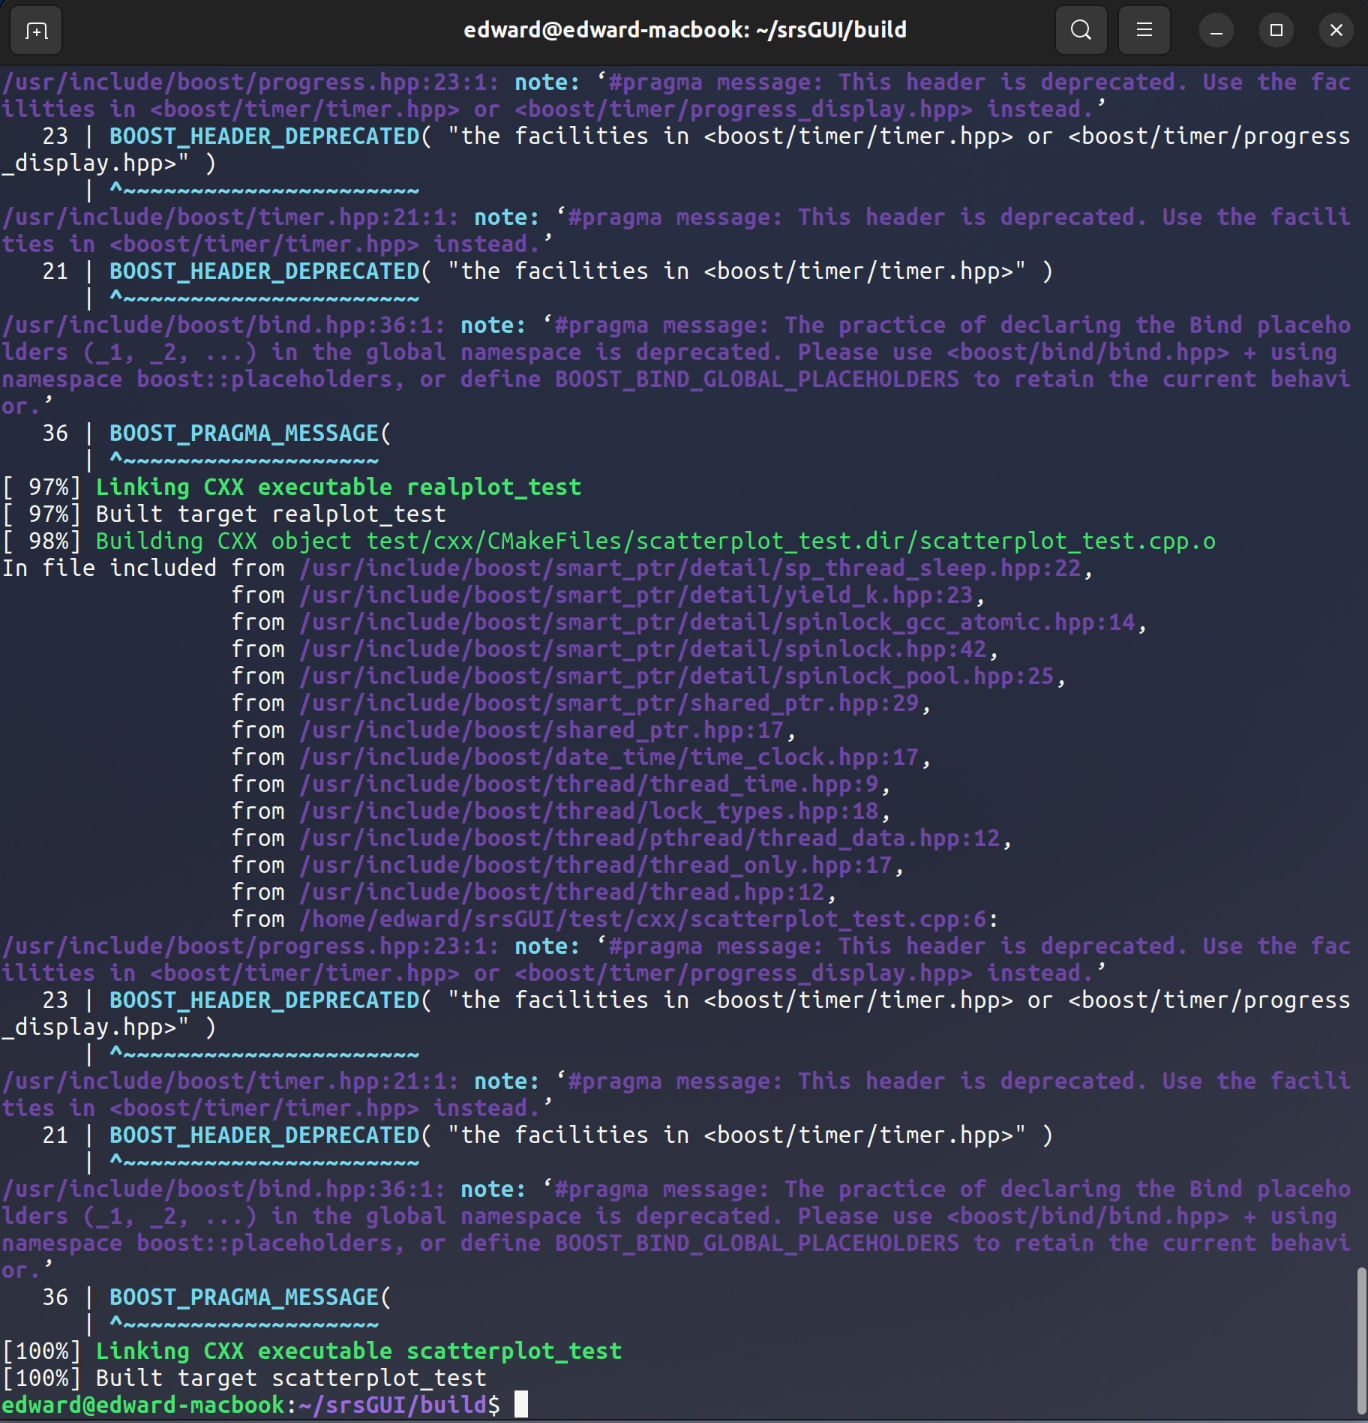 edward@edward-macbook: ~/srsGUI/build
/usr/include/boost/progress.hpp:23:1: note: ‘#pragma message: This header is deprecated. Use the fac
ilities in <boost/timer/timer.hpp> or <boost/timer/progress_display.hpp> instead.’
   23 | BOOST_HEADER_DEPRECATED( "the facilities in <boost/timer/timer.hpp> or <boost/timer/progress
_display.hpp>" )
      | ^~~~~~~~~~~~~~~~~~~~~~~
/usr/include/boost/timer.hpp:21:1: note: ‘#pragma message: This header is deprecated. Use the facili
ties in <boost/timer/timer.hpp> instead.’
   21 | BOOST_HEADER_DEPRECATED( "the facilities in <boost/timer/timer.hpp>" )
      | ^~~~~~~~~~~~~~~~~~~~~~~
/usr/include/boost/bind.hpp:36:1: note: ‘#pragma message: The practice of declaring the Bind placeho
lders (_1, _2, ...) in the global namespace is deprecated. Please use <boost/bind/bind.hpp> + using
namespace boost::placeholders, or define BOOST_BIND_GLOBAL_PLACEHOLDERS to retain the current behavi
or.’
   36 | BOOST_PRAGMA_MESSAGE(
      | ^~~~~~~~~~~~~~~~~~~~
[ 97%] Linking CXX executable realplot_test
[ 97%] Built target realplot_test
[ 98%] Building CXX object test/cxx/CMakeFiles/scatterplot_test.dir/scatterplot_test.cpp.o
In file included from /usr/include/boost/smart_ptr/detail/sp_thread_sleep.hpp:22,
                 from /usr/include/boost/smart_ptr/detail/yield_k.hpp:23,
                 from /usr/include/boost/smart_ptr/detail/spinlock_gcc_atomic.hpp:14,
                 from /usr/include/boost/smart_ptr/detail/spinlock.hpp:42,
                 from /usr/include/boost/smart_ptr/detail/spinlock_pool.hpp:25,
                 from /usr/include/boost/smart_ptr/shared_ptr.hpp:29,
                 from /usr/include/boost/shared_ptr.hpp:17,
                 from /usr/include/boost/date_time/time_clock.hpp:17,
                 from /usr/include/boost/thread/thread_time.hpp:9,
                 from /usr/include/boost/thread/lock_types.hpp:18,
                 from /usr/include/boost/thread/pthread/thread_data.hpp:12,
                 from /usr/include/boost/thread/thread_only.hpp:17,
                 from /usr/include/boost/thread/thread.hpp:12,
                 from /home/edward/srsGUI/test/cxx/scatterplot_test.cpp:6:
/usr/include/boost/progress.hpp:23:1: note: ‘#pragma message: This header is deprecated. Use the fac
ilities in <boost/timer/timer.hpp> or <boost/timer/progress_display.hpp> instead.’
   23 | BOOST_HEADER_DEPRECATED( "the facilities in <boost/timer/timer.hpp> or <boost/timer/progress
_display.hpp>" )
      | ^~~~~~~~~~~~~~~~~~~~~~~
/usr/include/boost/timer.hpp:21:1: note: ‘#pragma message: This header is deprecated. Use the facili
ties in <boost/timer/timer.hpp> instead.’
   21 | BOOST_HEADER_DEPRECATED( "the facilities in <boost/timer/timer.hpp>" )
      | ^~~~~~~~~~~~~~~~~~~~~~~
/usr/include/boost/bind.hpp:36:1: note: ‘#pragma message: The practice of declaring the Bind placeho
lders (_1, _2, ...) in the global namespace is deprecated. Please use <boost/bind/bind.hpp> + using
namespace boost::placeholders, or define BOOST_BIND_GLOBAL_PLACEHOLDERS to retain the current behavi
or.’
   36 | BOOST_PRAGMA_MESSAGE(
      | ^~~~~~~~~~~~~~~~~~~~
[100%] Linking CXX executable scatterplot_test
[100%] Built target scatterplot_test
edward@edward-macbook:~/srsGUI/build$